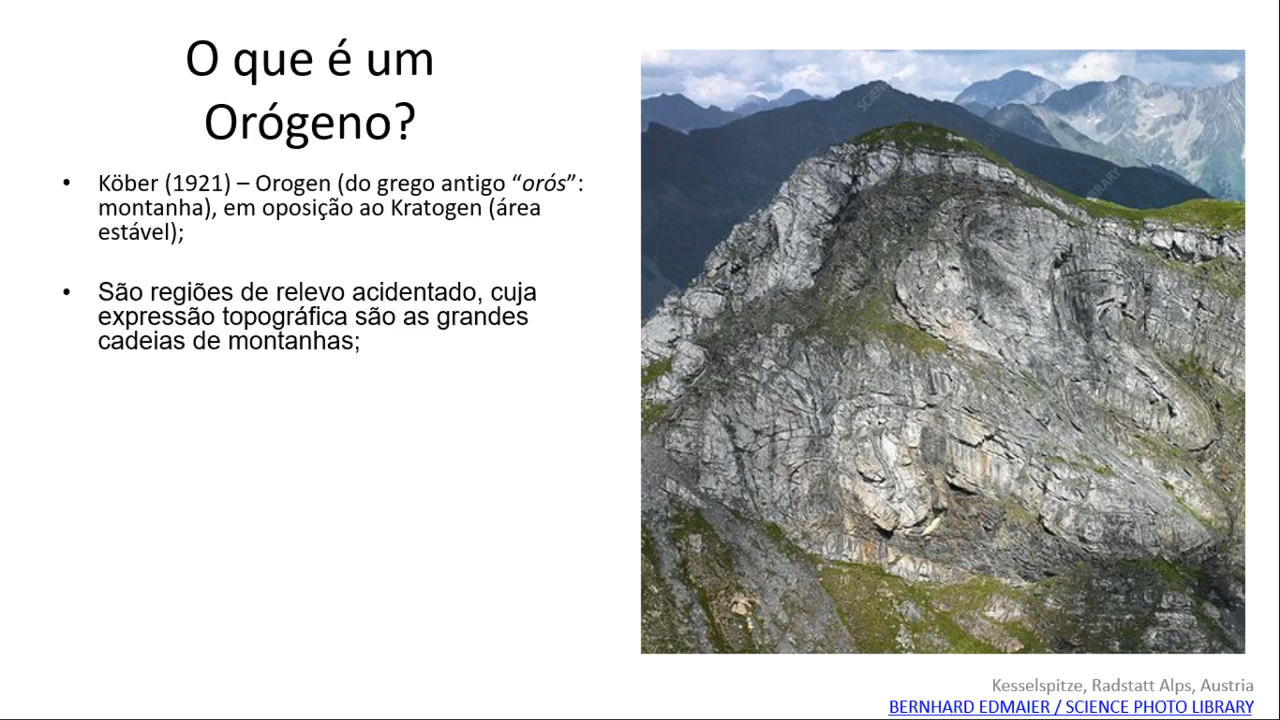 O que é um
Orógeno?
• Köber (1921) – Orogen (do grego antigo “orós”:
montanha), em oposição ao Kratogen (área
estável);
• São regiões de relevo acidentado, cuja
expressão topográfica são as grandes
cadeias de montanhas;
Kesselspitze, Radstatt Alps, Austria
BERNHARD EDMAIER / SCIENCE PHOTO LIBRARY